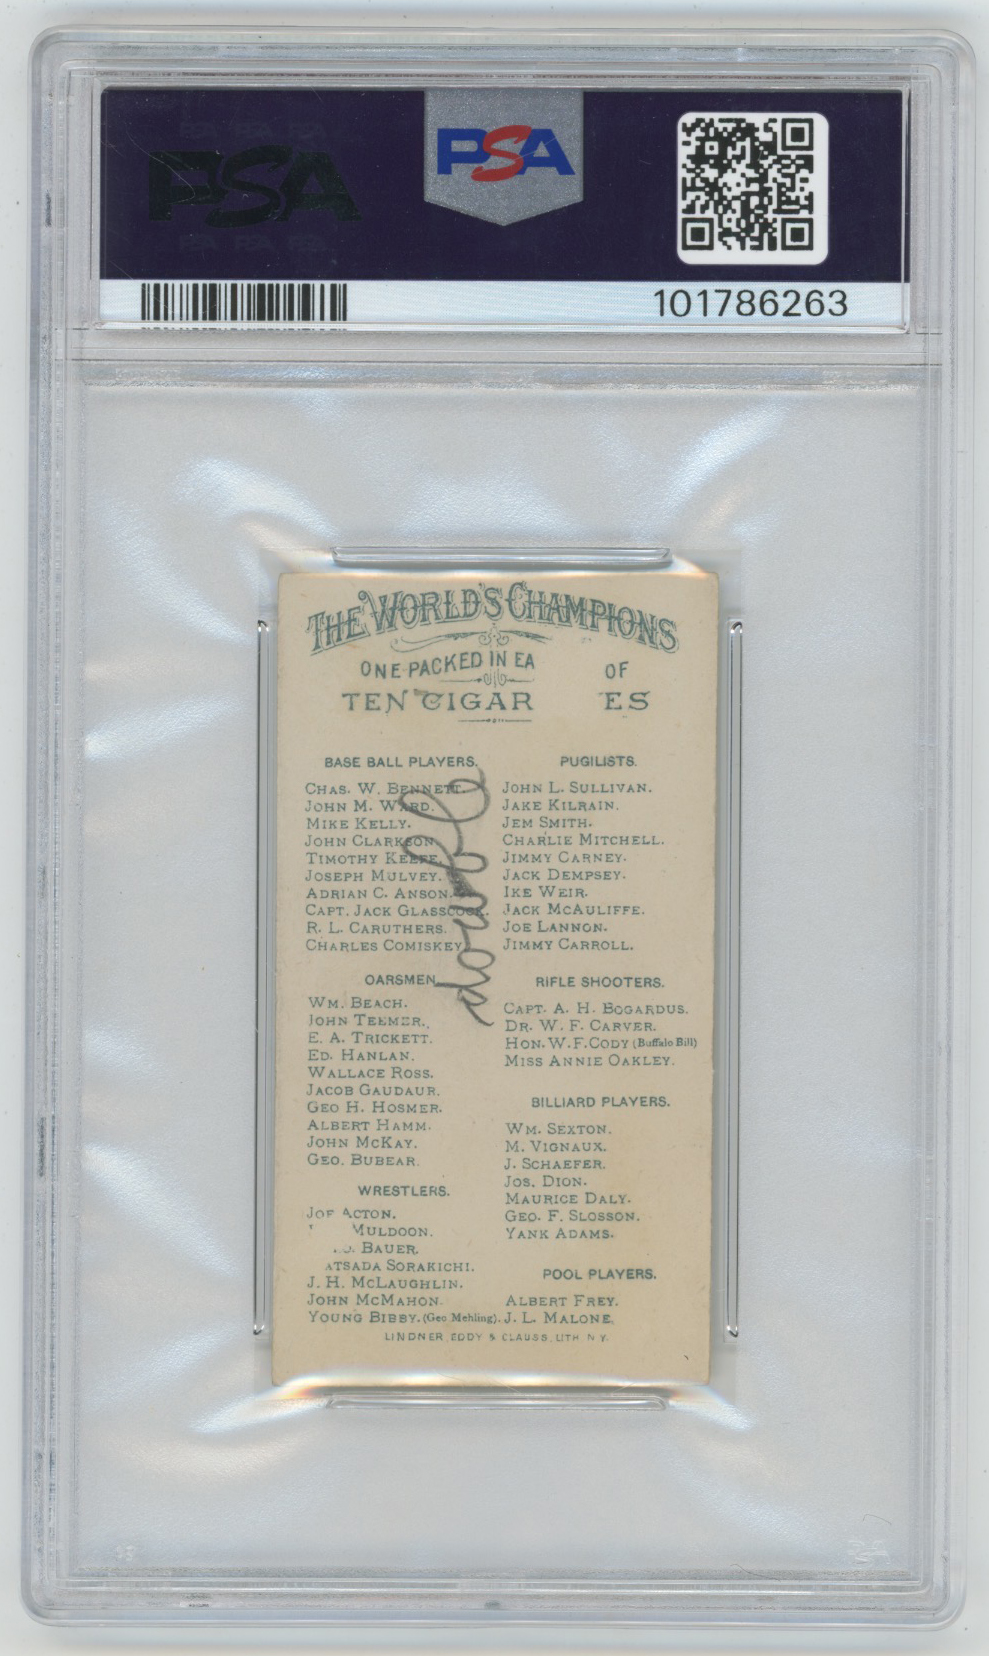 PSA
101786263
THE WORLD'S CHAMPIONS
ONE PACKED IN EA OF
TEN CIGAR ES
BASE BALL PLAYERS.
CHAS. W. BENNETT.
JOHN M. WARD.
MIKE KELLY.
JOHN CLARKSON
TIMOTHY KEEFE.
JOSEPH MULVEY.
ADRIAN C. ANSON.
CAPT. JACK GLASSCOCK.
R. L. CARUTHERS.
CHARLES COMISKEY
OARSMEN
WM. BEACH.
JOHN TEEMER.
E. A. TRICKETT.
ED. HANLAN.
WALLACE ROSS.
JACOB GAUDAUR.
GEO H. HOSMER.
ALBERT HAMM.
JOHN MCKAY.
GEO. BUBEAR.
WRESTLERS.
JOE ACTON.
MULDOON.
BAUER.
ATSADA SORAKICHI.
J. H. MCLAUGHLIN.
JOHN MCMAHON.
YOUNG BIBBY. (Geo Mehling).
PUGILISTS.
JOHN L. SULLIVAN.
JAKE KILRAIN.
JEM SMITH.
CHARLIE MITCHELL.
JIMMY CARNEY.
JACK DEMPSEY.
IKE WEIR.
JACK MCAULIFFE.
JOE LANNON.
JIMMY CARROLL.
RIFLE SHOOTERS.
CAPT. A. H. BOGARDUS.
DR. W. F. CARVER.
HON. W. F. CODY (Buffalo Bill)
MISS ANNIE OAKLEY.
BILLIARD PLAYERS.
WM. SEXTON.
M. VIGNAUX.
J. SCHAEFER.
JOS. DION.
MAURICE DALY.
GEO. F. SLOSSON.
YANK ADAMS.
POOL PLAYERS.
ALBERT FREY.
J. L. MALONE.
LINDNER, EDDY & CLAUSS, LITH. N.Y.
double